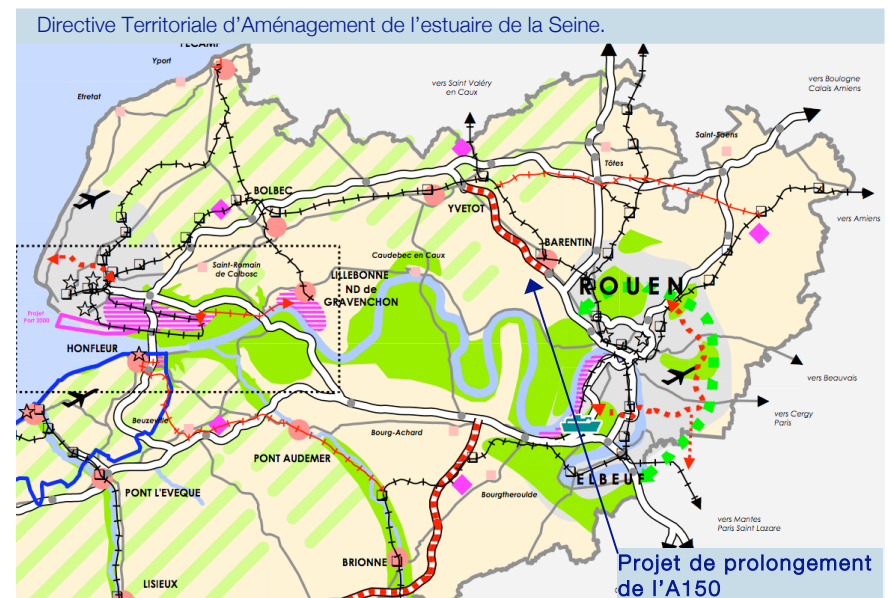 Directive Territoriale d’Aménagement de l’estuaire de la Seine.
FECAMP
Yport
Etretat
vers Saint Valéry
en Caux
vers Boulogne
Calais Amiens
Saint-Saens
Tôtes
BOLBEC
YVETOT
vers Amiens
BARENTIN
Saint-Romain
de Colbosc
Caudebec en Caux
LILLEBONNE
ND de
GRAVENCHON
ROUEN
Projet
Port 2000
HONFLEUR
vers Beauvais
Beuzeville
Bourg-Achard
vers Cergy
Paris
PONT AUDEMER
ELBEUF
PONT L'EVEQUE
Bourgtheroulde
vers Mantes
Paris Saint Lazare
BRIONNE
LISIEUX
Projet de prolongement
de l’A150